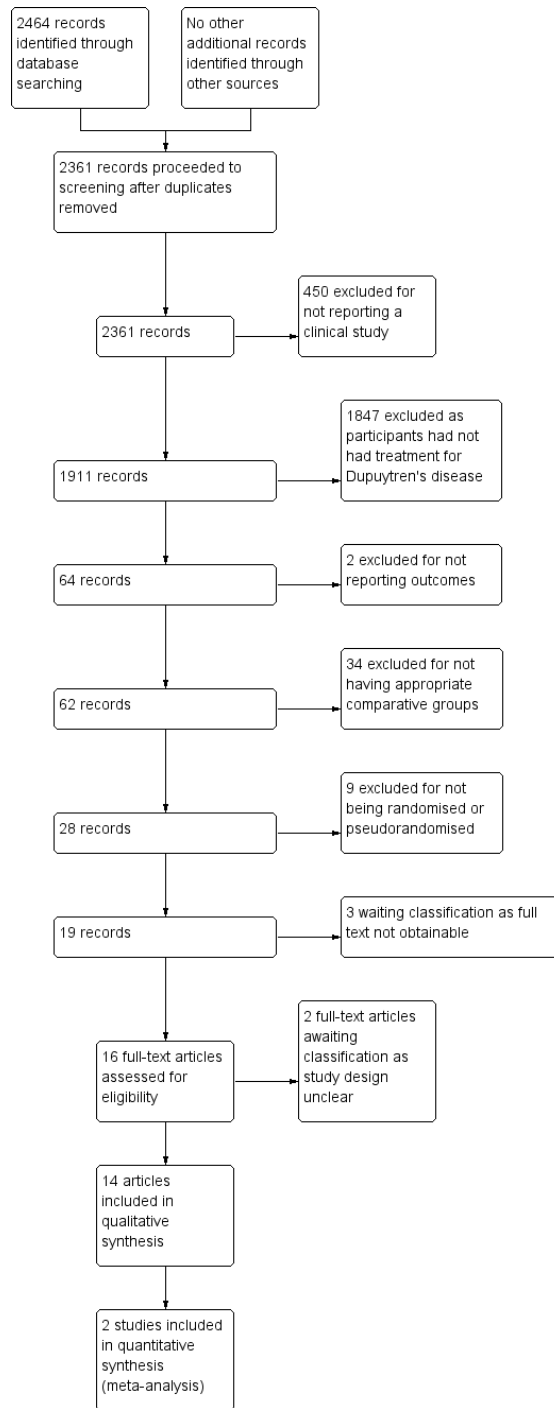 2464 records
identified through
database
searching
No other
additional records
identified through
other sources
2361 records proceeded to
screening after duplicates
removed
2361 records
450 excluded for
not reporting a
clinical study
1911 records
1847 excluded as
participants had not
had treatment for
Dupuytren's disease
64 records
2 excluded for not
reporting outcomes
62 records
34 excluded for not
having appropriate
comparative groups
28 records
9 excluded for not
being randomised or
pseudorandomised
19 records
3 waiting classification as full
text not obtainable
16 full-text articles
assessed for
eligibility
2 full-text articles
awaiting
classification as
study design
unclear
14 articles
included in
qualitative
synthesis
2 studies included
in quantitative
synthesis
(meta-analysis)